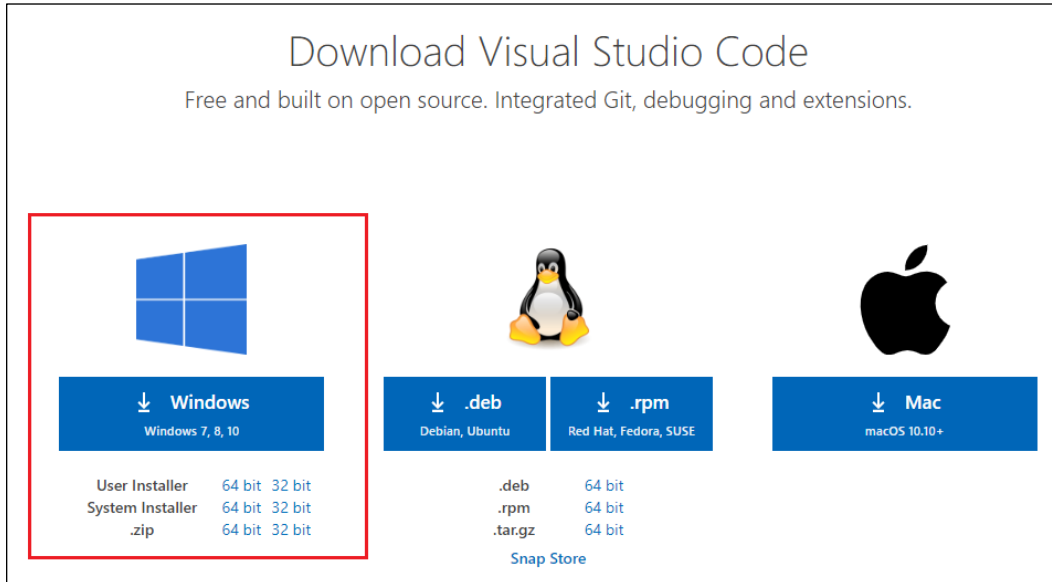 Download Visual Studio Code
Free and built on open source. Integrated Git, debugging and extensions.
Windows
Windows 7, 8, 10
User Installer 64 bit 32 bit
System Installer 64 bit 32 bit
.zip 64 bit 32 bit
.deb
Debian, Ubuntu
.rpm
Red Hat, Fedora, SUSE
.deb 64 bit
.rpm 64 bit
.tar.gz 64 bit
Snap Store
Mac
macOS 10.10+